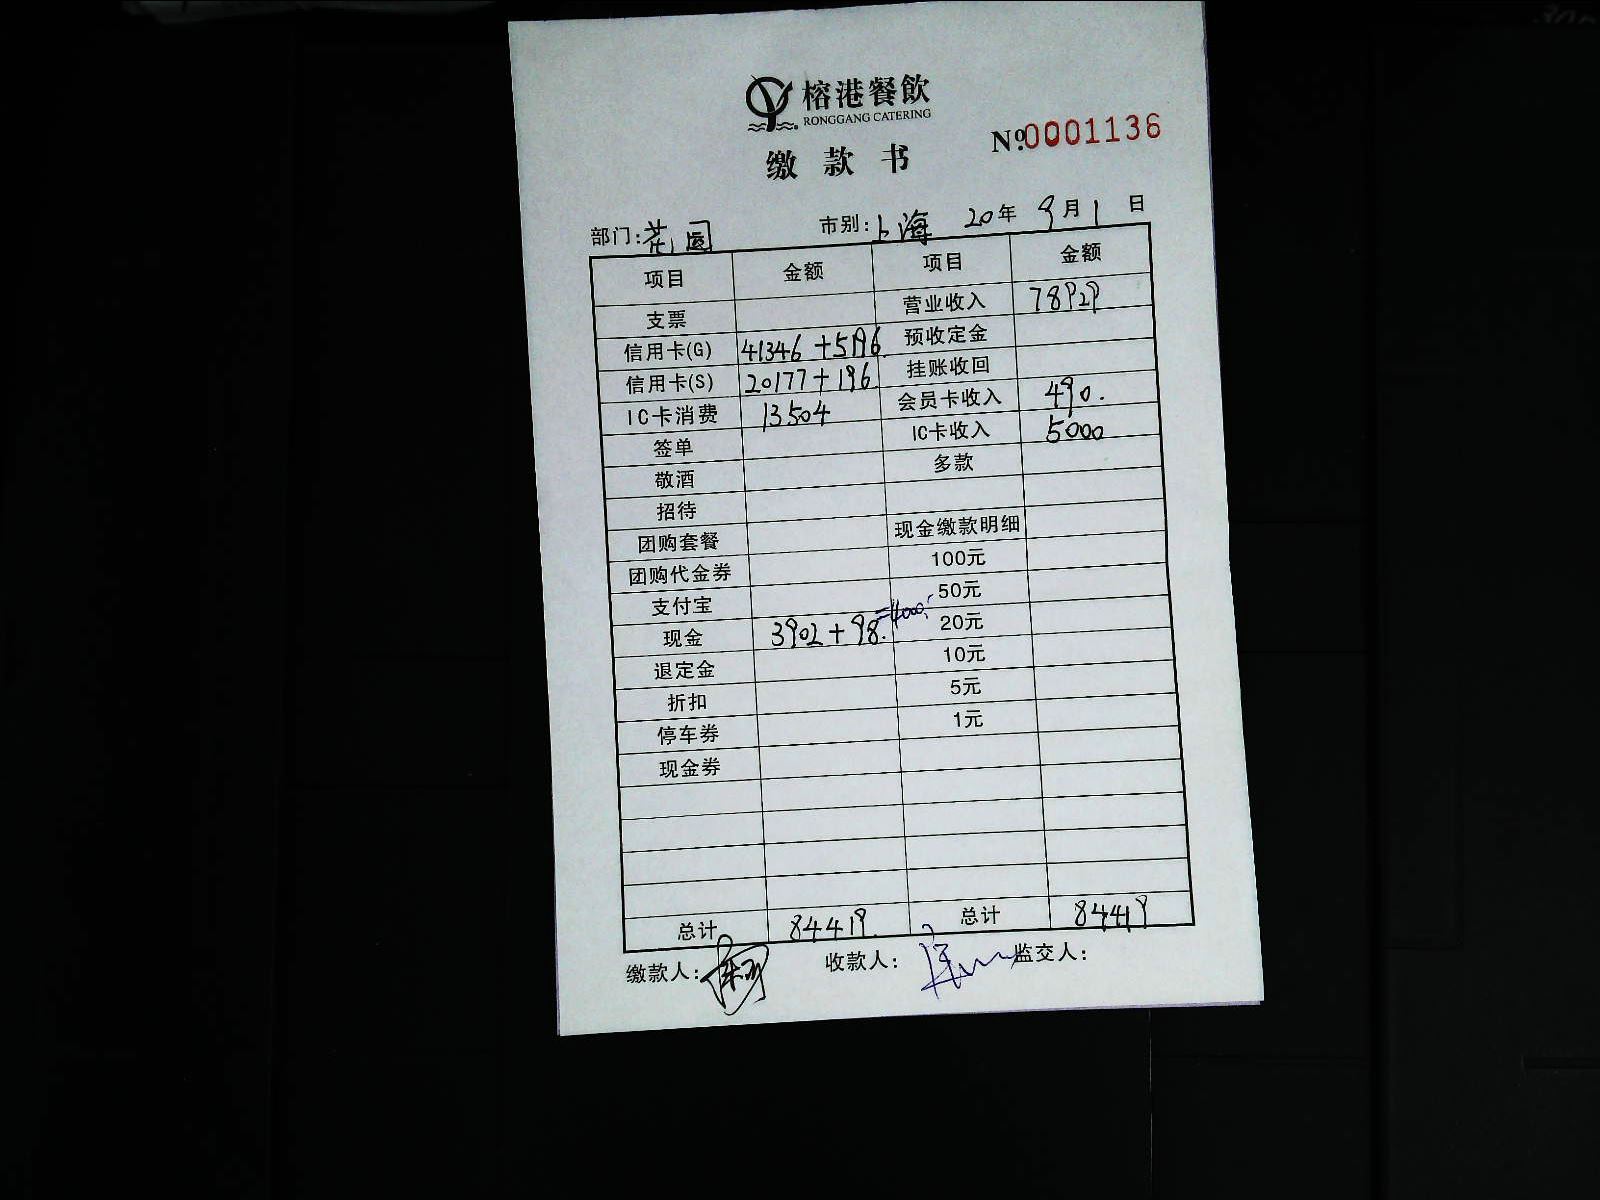 榕港餐飲
RONGGANG CATERING
缴款书 Nº0001136
部门:花园 市别:上海 20年9月1日
项目 金额 项目 金额
支票 营业收入 78929
信用卡(G) 41346+5196 预收定金
信用卡(S) 20177+196 挂账收回
IC卡消费 13504 会员卡收入 490.
签单 IC卡收入 5000
敬酒 多款
招待
团购套餐 现金缴款明细
团购代金券 100元
支付宝 50元
现金 3902+98.=4000. 20元
退定金 10元
折扣 5元
停车券 1元
现金券
总计 84419. 总计 84419
缴款人: 收款人: 监交人: